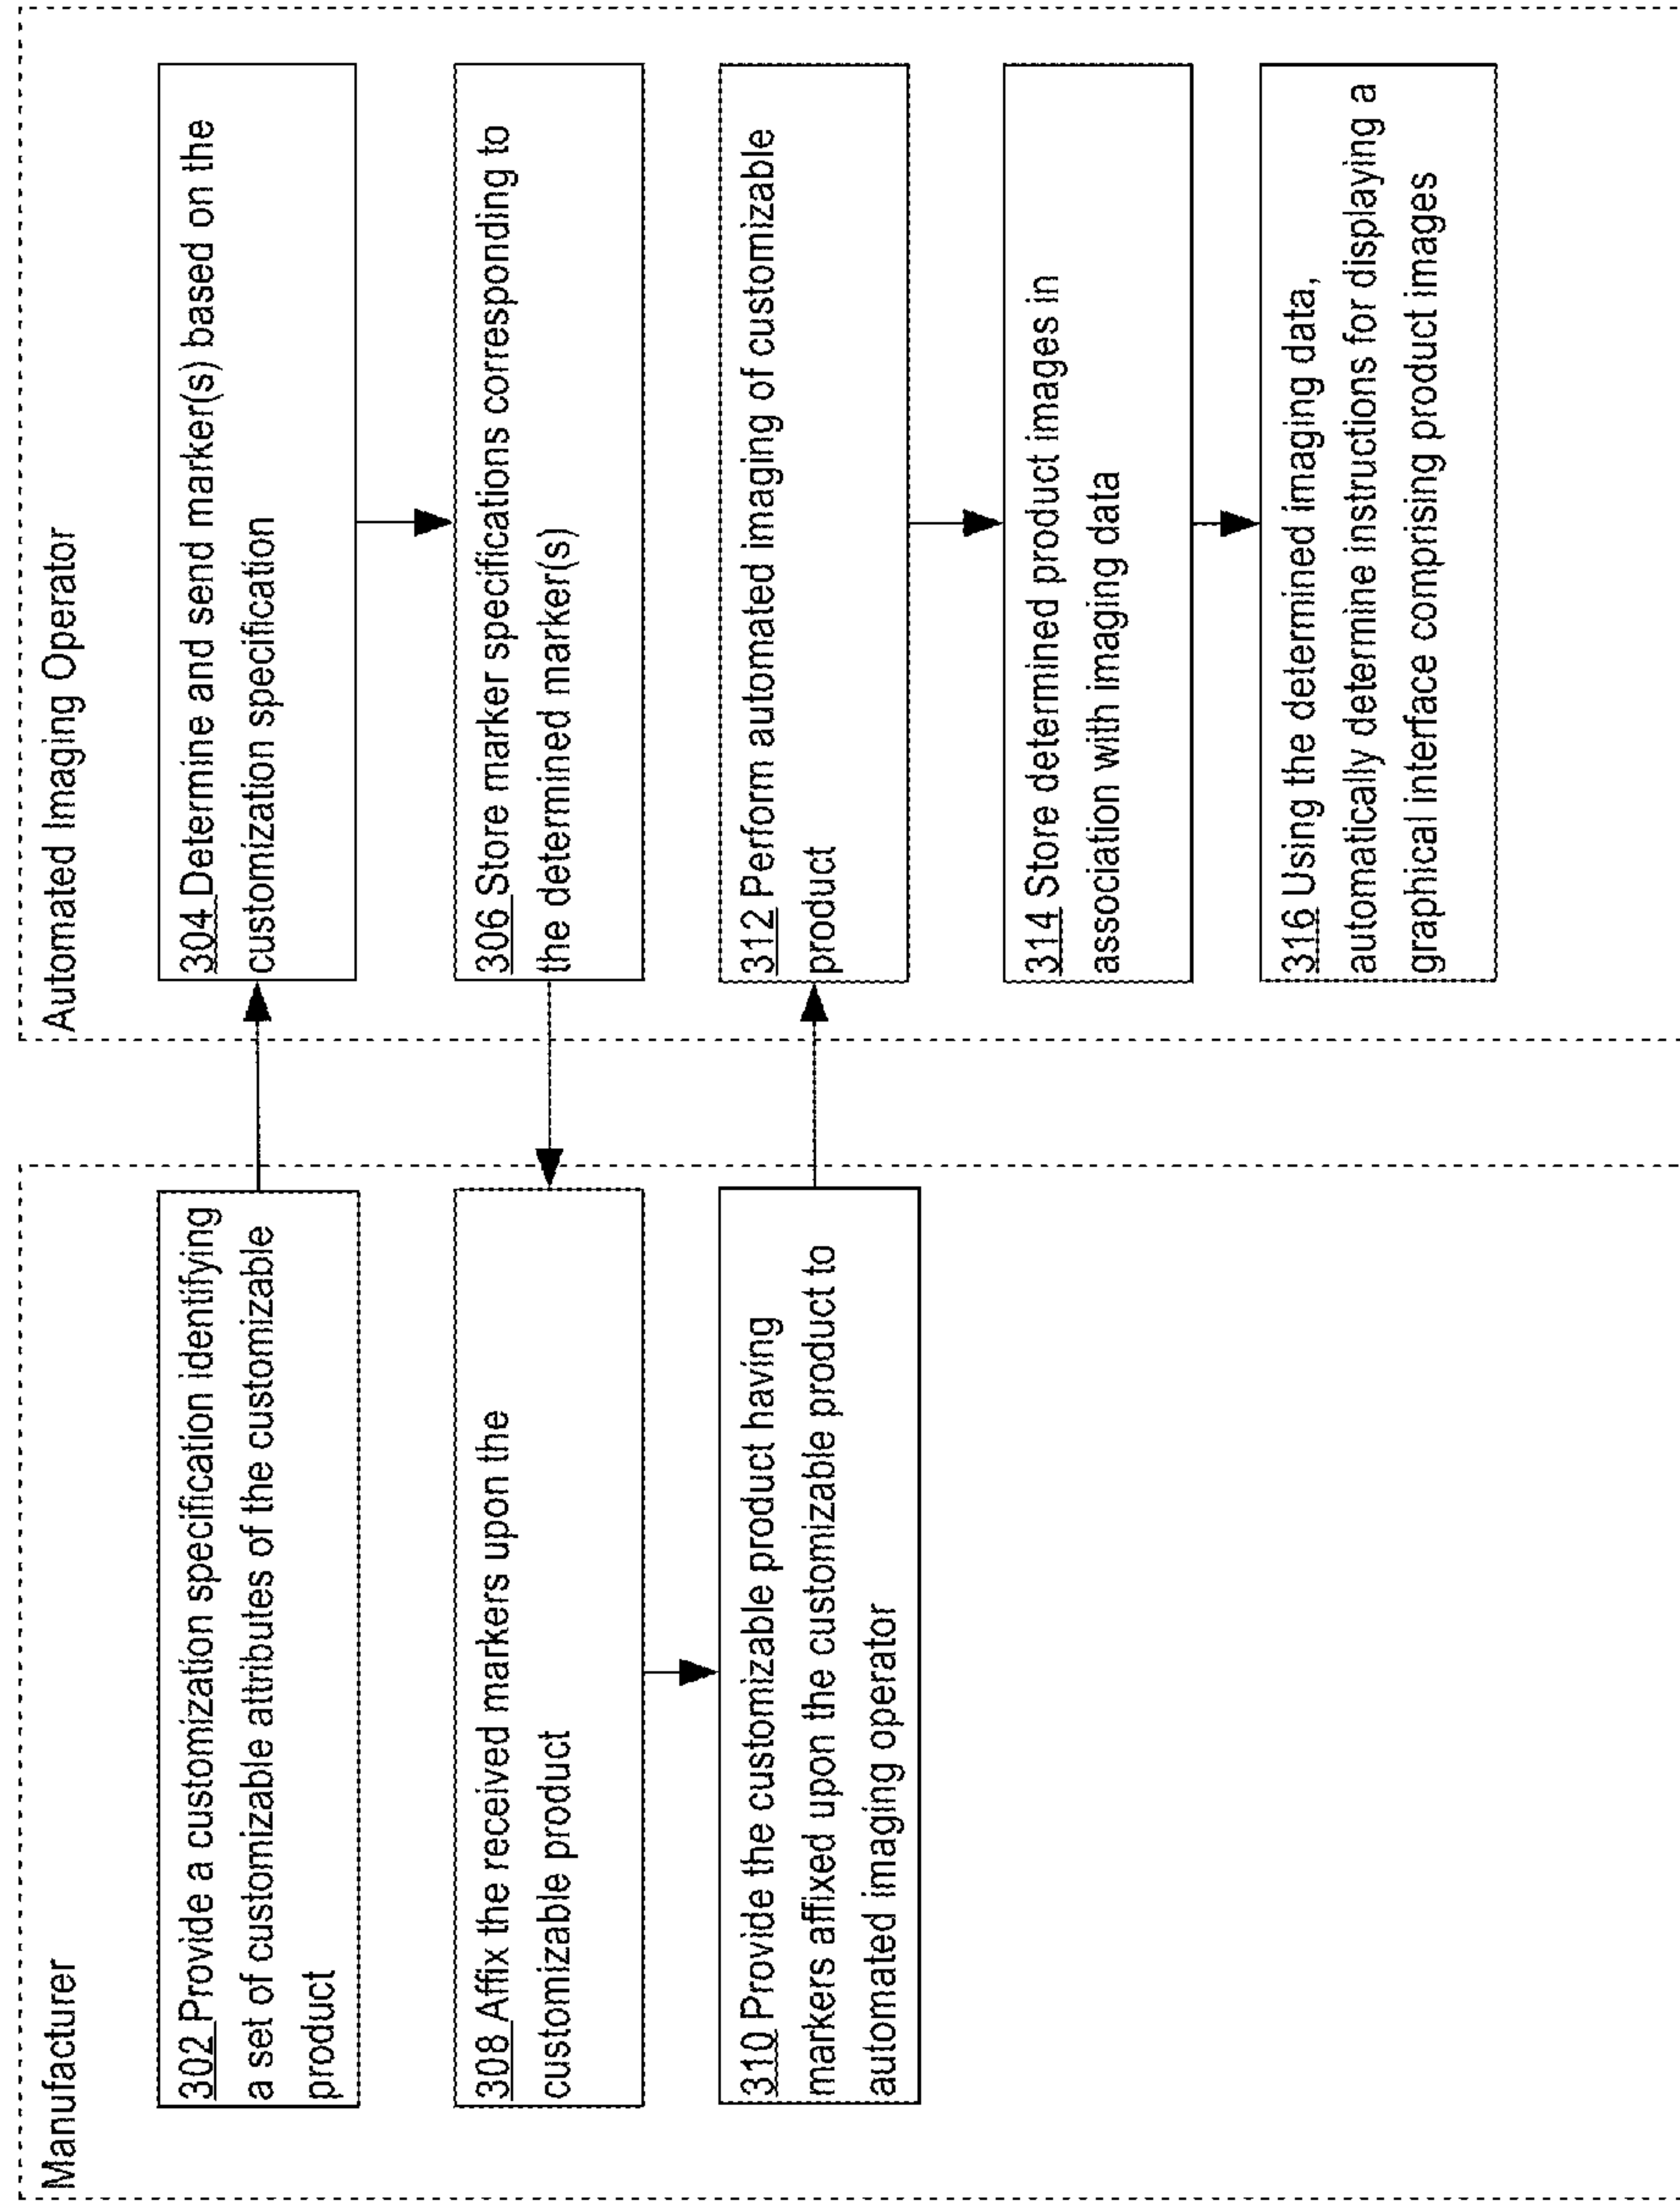 Manufacturer
302 Provide a customization specification identifying
a set of customizable attributes of the customizable
product
308 Affix the received markers upon the
customizable product
310 Provide the customizable product having
markers affixed upon the customizable product to
automated imaging operator
Automated Imaging Operator
304 Determine and send marker(s) based on the
customization specification
306 Store marker specifications corresponding to
the determined marker(s)
312 Perform automated imaging of customizable
product
314 Store determined product images in
association with imaging data
316 Using the determined imaging data,
automatically determine instructions for displaying a
graphical interface comprising product images